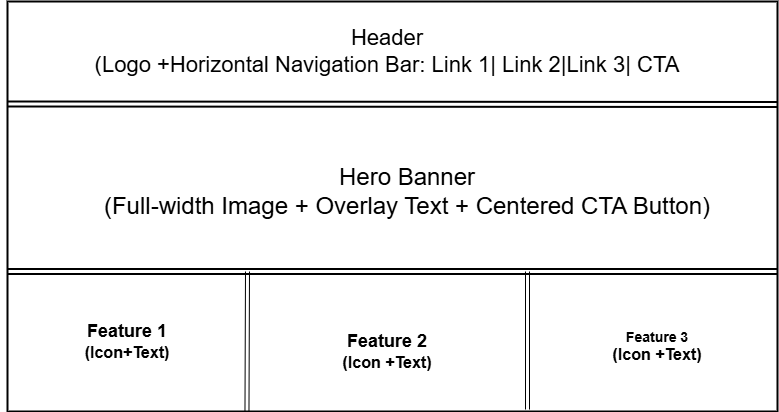 Header
(Logo +Horizontal Navigation Bar: Link 1| Link 2|Link 3| CTA
Hero Banner
(Full-width Image + Overlay Text + Centered CTA Button)
Feature 1
(Icon+Text)
Feature 2
(Icon +Text)
Feature 3
(Icon +Text)